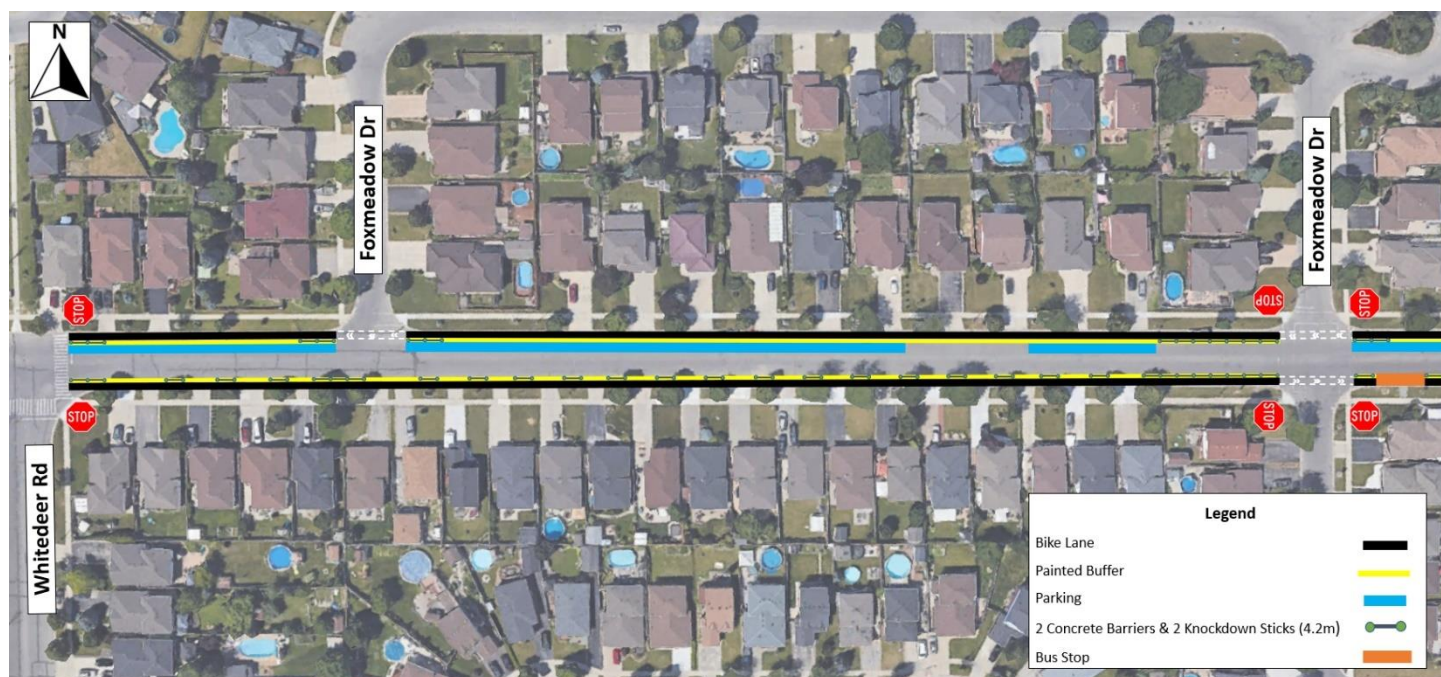 N
Foxmeadow Dr
Foxmeadow Dr
STOP
STOP
STOP
STOP
STOP
STOP
Whitedeer Rd
Legend
Bike Lane
Painted Buffer
Parking
2 Concrete Barriers & 2 Knockdown Sticks (4.2m)
Bus Stop